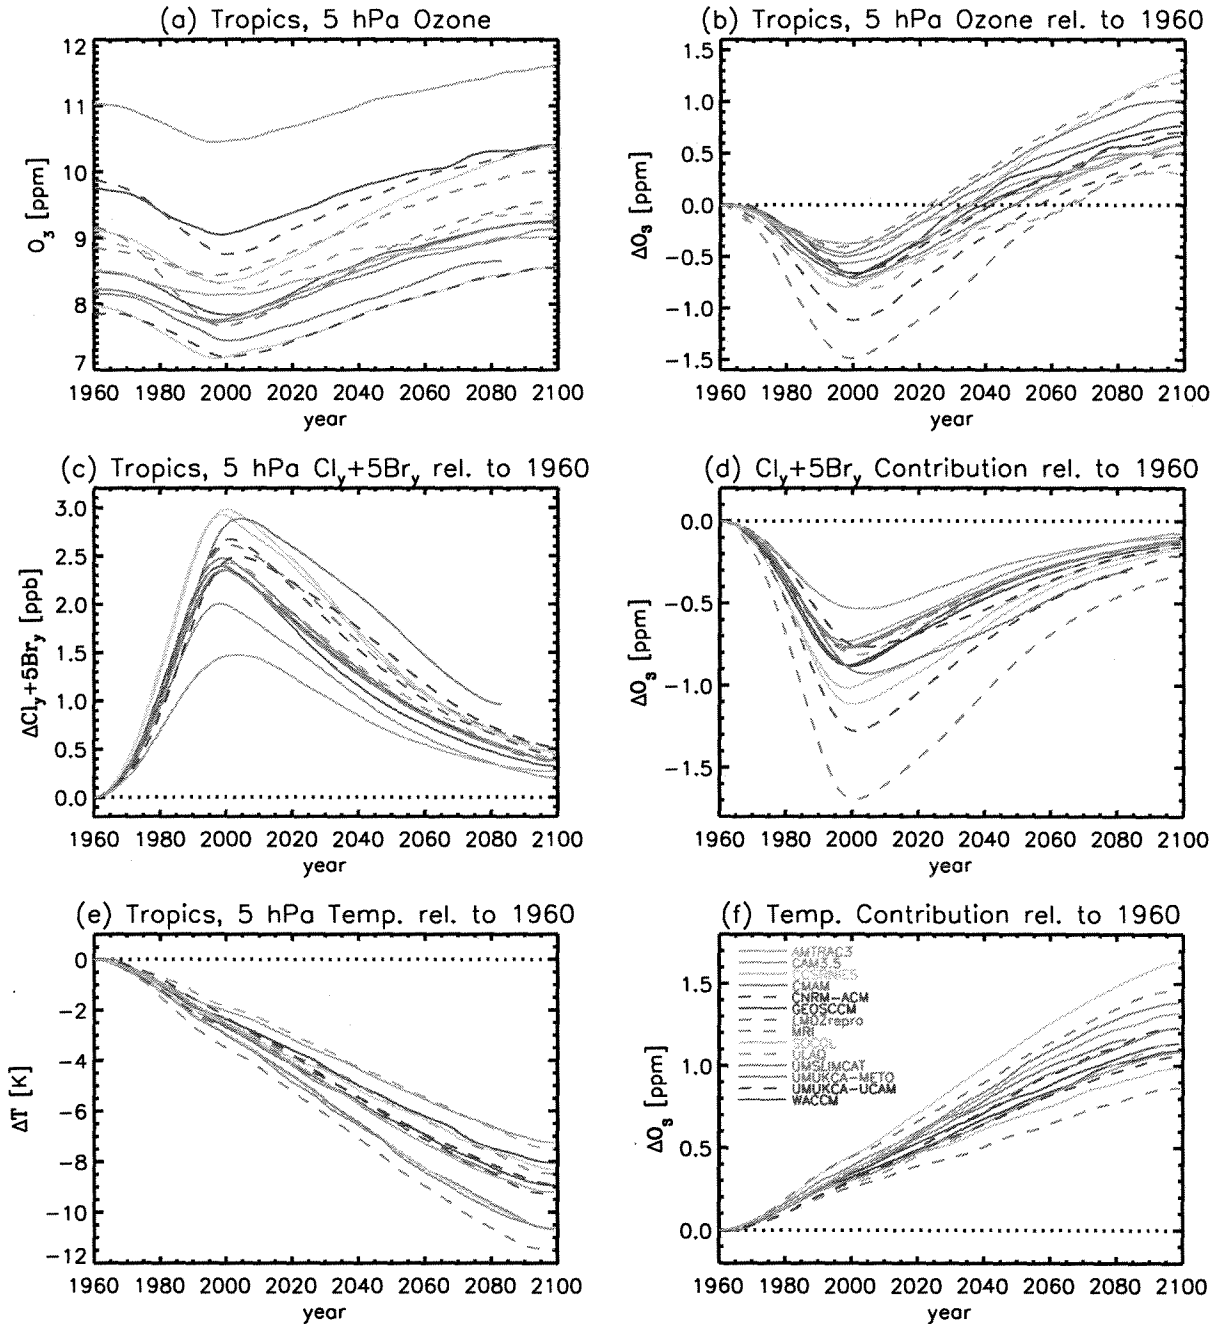 (a) Tropics, 5 hPa Ozone
12
11
10
9
8
7
O3 [ppm]
1960 1980 2000 2020 2040 2060 2080 2100
year
(b) Tropics, 5 hPa Ozone rel. to 1960
1.5
1.0
0.5
0.0
−0.5
−1.0
−1.5
ΔO3 [ppm]
1960 1980 2000 2020 2040 2060 2080 2100
year
(c) Tropics, 5 hPa Cly+5Bry rel. to 1960
3.0
2.5
2.0
1.5
1.0
0.5
0.0
ΔCly+5Bry [ppb]
1960 1980 2000 2020 2040 2060 2080 2100
year
(d) Cly+5Bry Contribution rel. to 1960
0.0
−0.5
−1.0
−1.5
ΔO3 [ppm]
1960 1980 2000 2020 2040 2060 2080 2100
year
(e) Tropics, 5 hPa Temp. rel. to 1960
0
−2
−4
−6
−8
−10
−12
ΔT [K]
1960 1980 2000 2020 2040 2060 2080 2100
year
(f) Temp. Contribution rel. to 1960
1.5
1.0
0.5
0.0
ΔO3 [ppm]
AMTRAC3
CAM3.5
CCSRNIES
CMAM
CNRM−ACM
GEOSCCM
LMDZrepro
MRI
SOCOL
ULAQ
UMSLIMCAT
UMUKCA−METO
UMUKCA−UCAM
WACCM
1960 1980 2000 2020 2040 2060 2080 2100
year